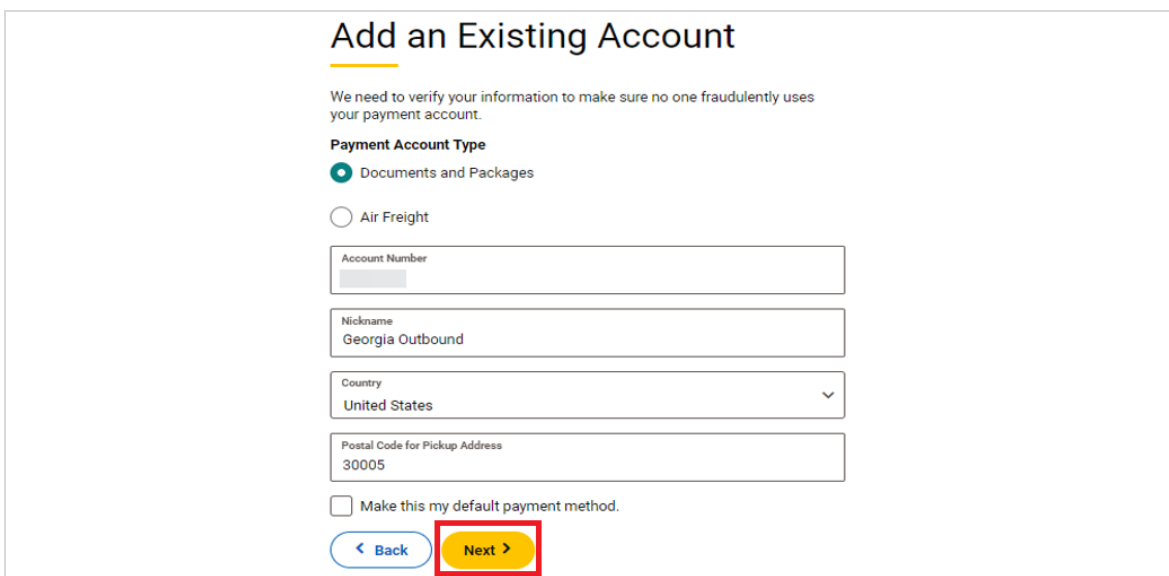 Add an Existing Account
We need to verify your information to make sure no one fraudulently uses
your payment account.
Payment Account Type
Documents and Packages
Air Freight
Account Number
Nickname
Georgia Outbound
Country
United States
Postal Code for Pickup Address
30005
Make this my default payment method.
Back
Next